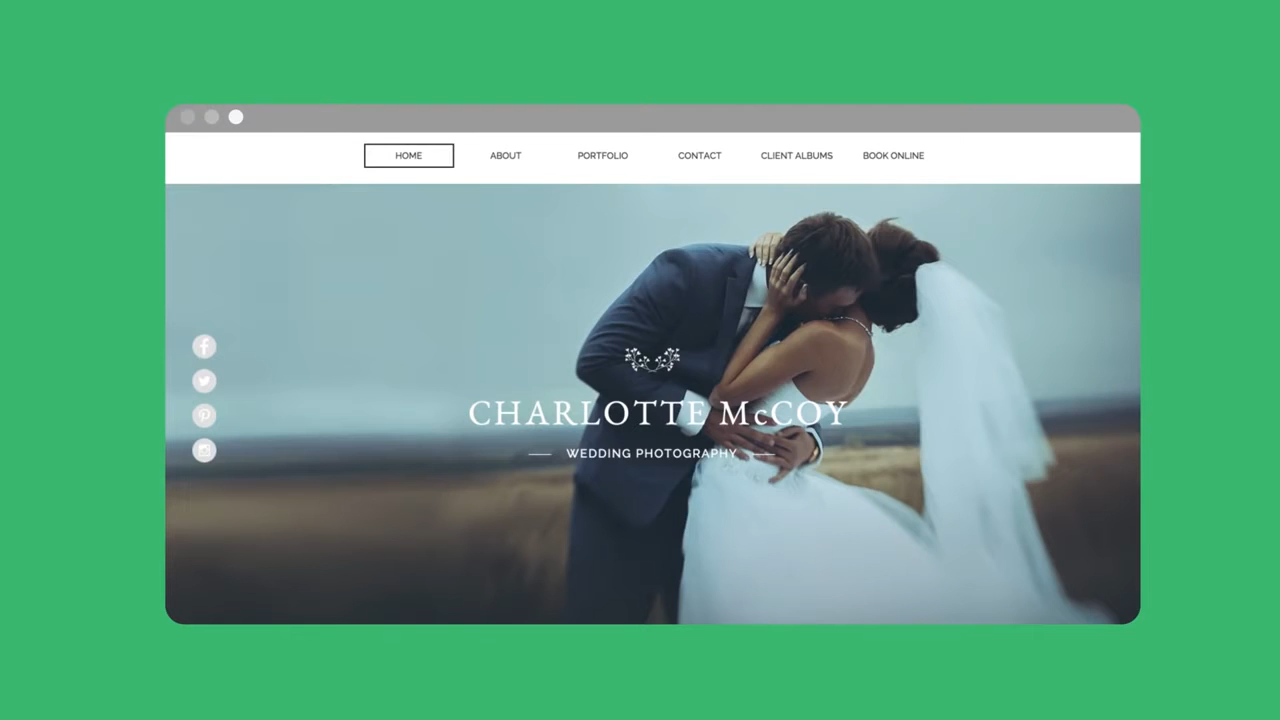 HOME ABOUT PORTFOLIO CONTACT CLIENT ALBUMS BOOK ONLINE
CHARLOTTE McCOY
WEDDING PHOTOGRAPHY